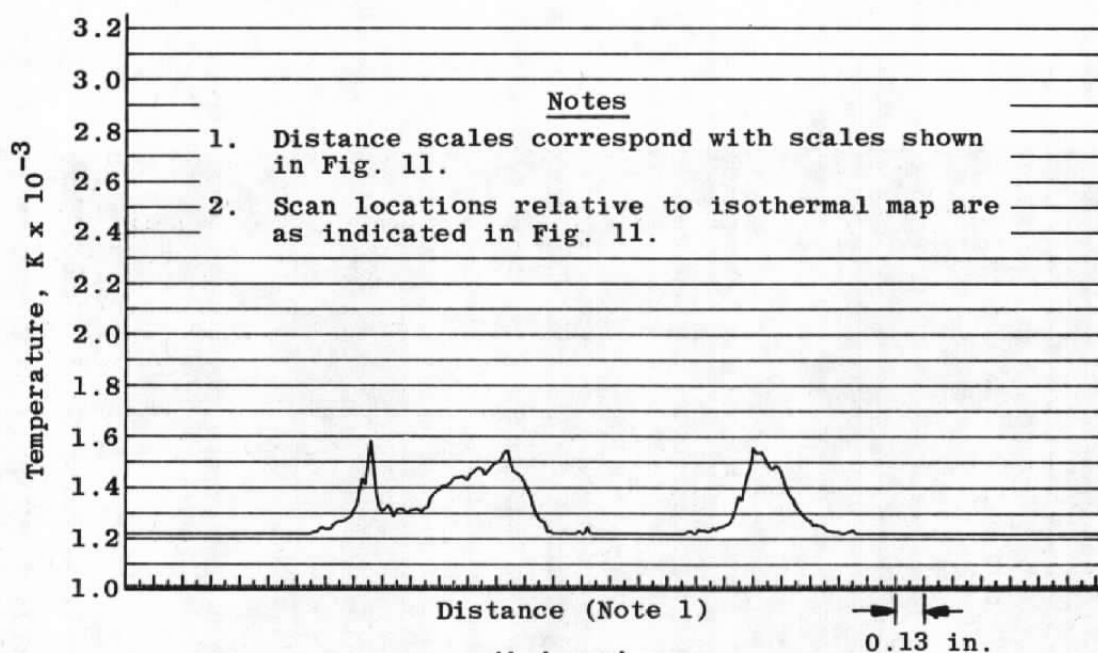 3.2
3.0
2.8
2.6
2.4
2.2
2.0
1.8
1.6
1.4
1.2
1.0
Temperature, K x 10-3
Notes
1. Distance scales correspond with scales shown
in Fig. 11.
2. Scan locations relative to isothermal map are
as indicated in Fig. 11.
Distance (Note 1)
0.13 in.